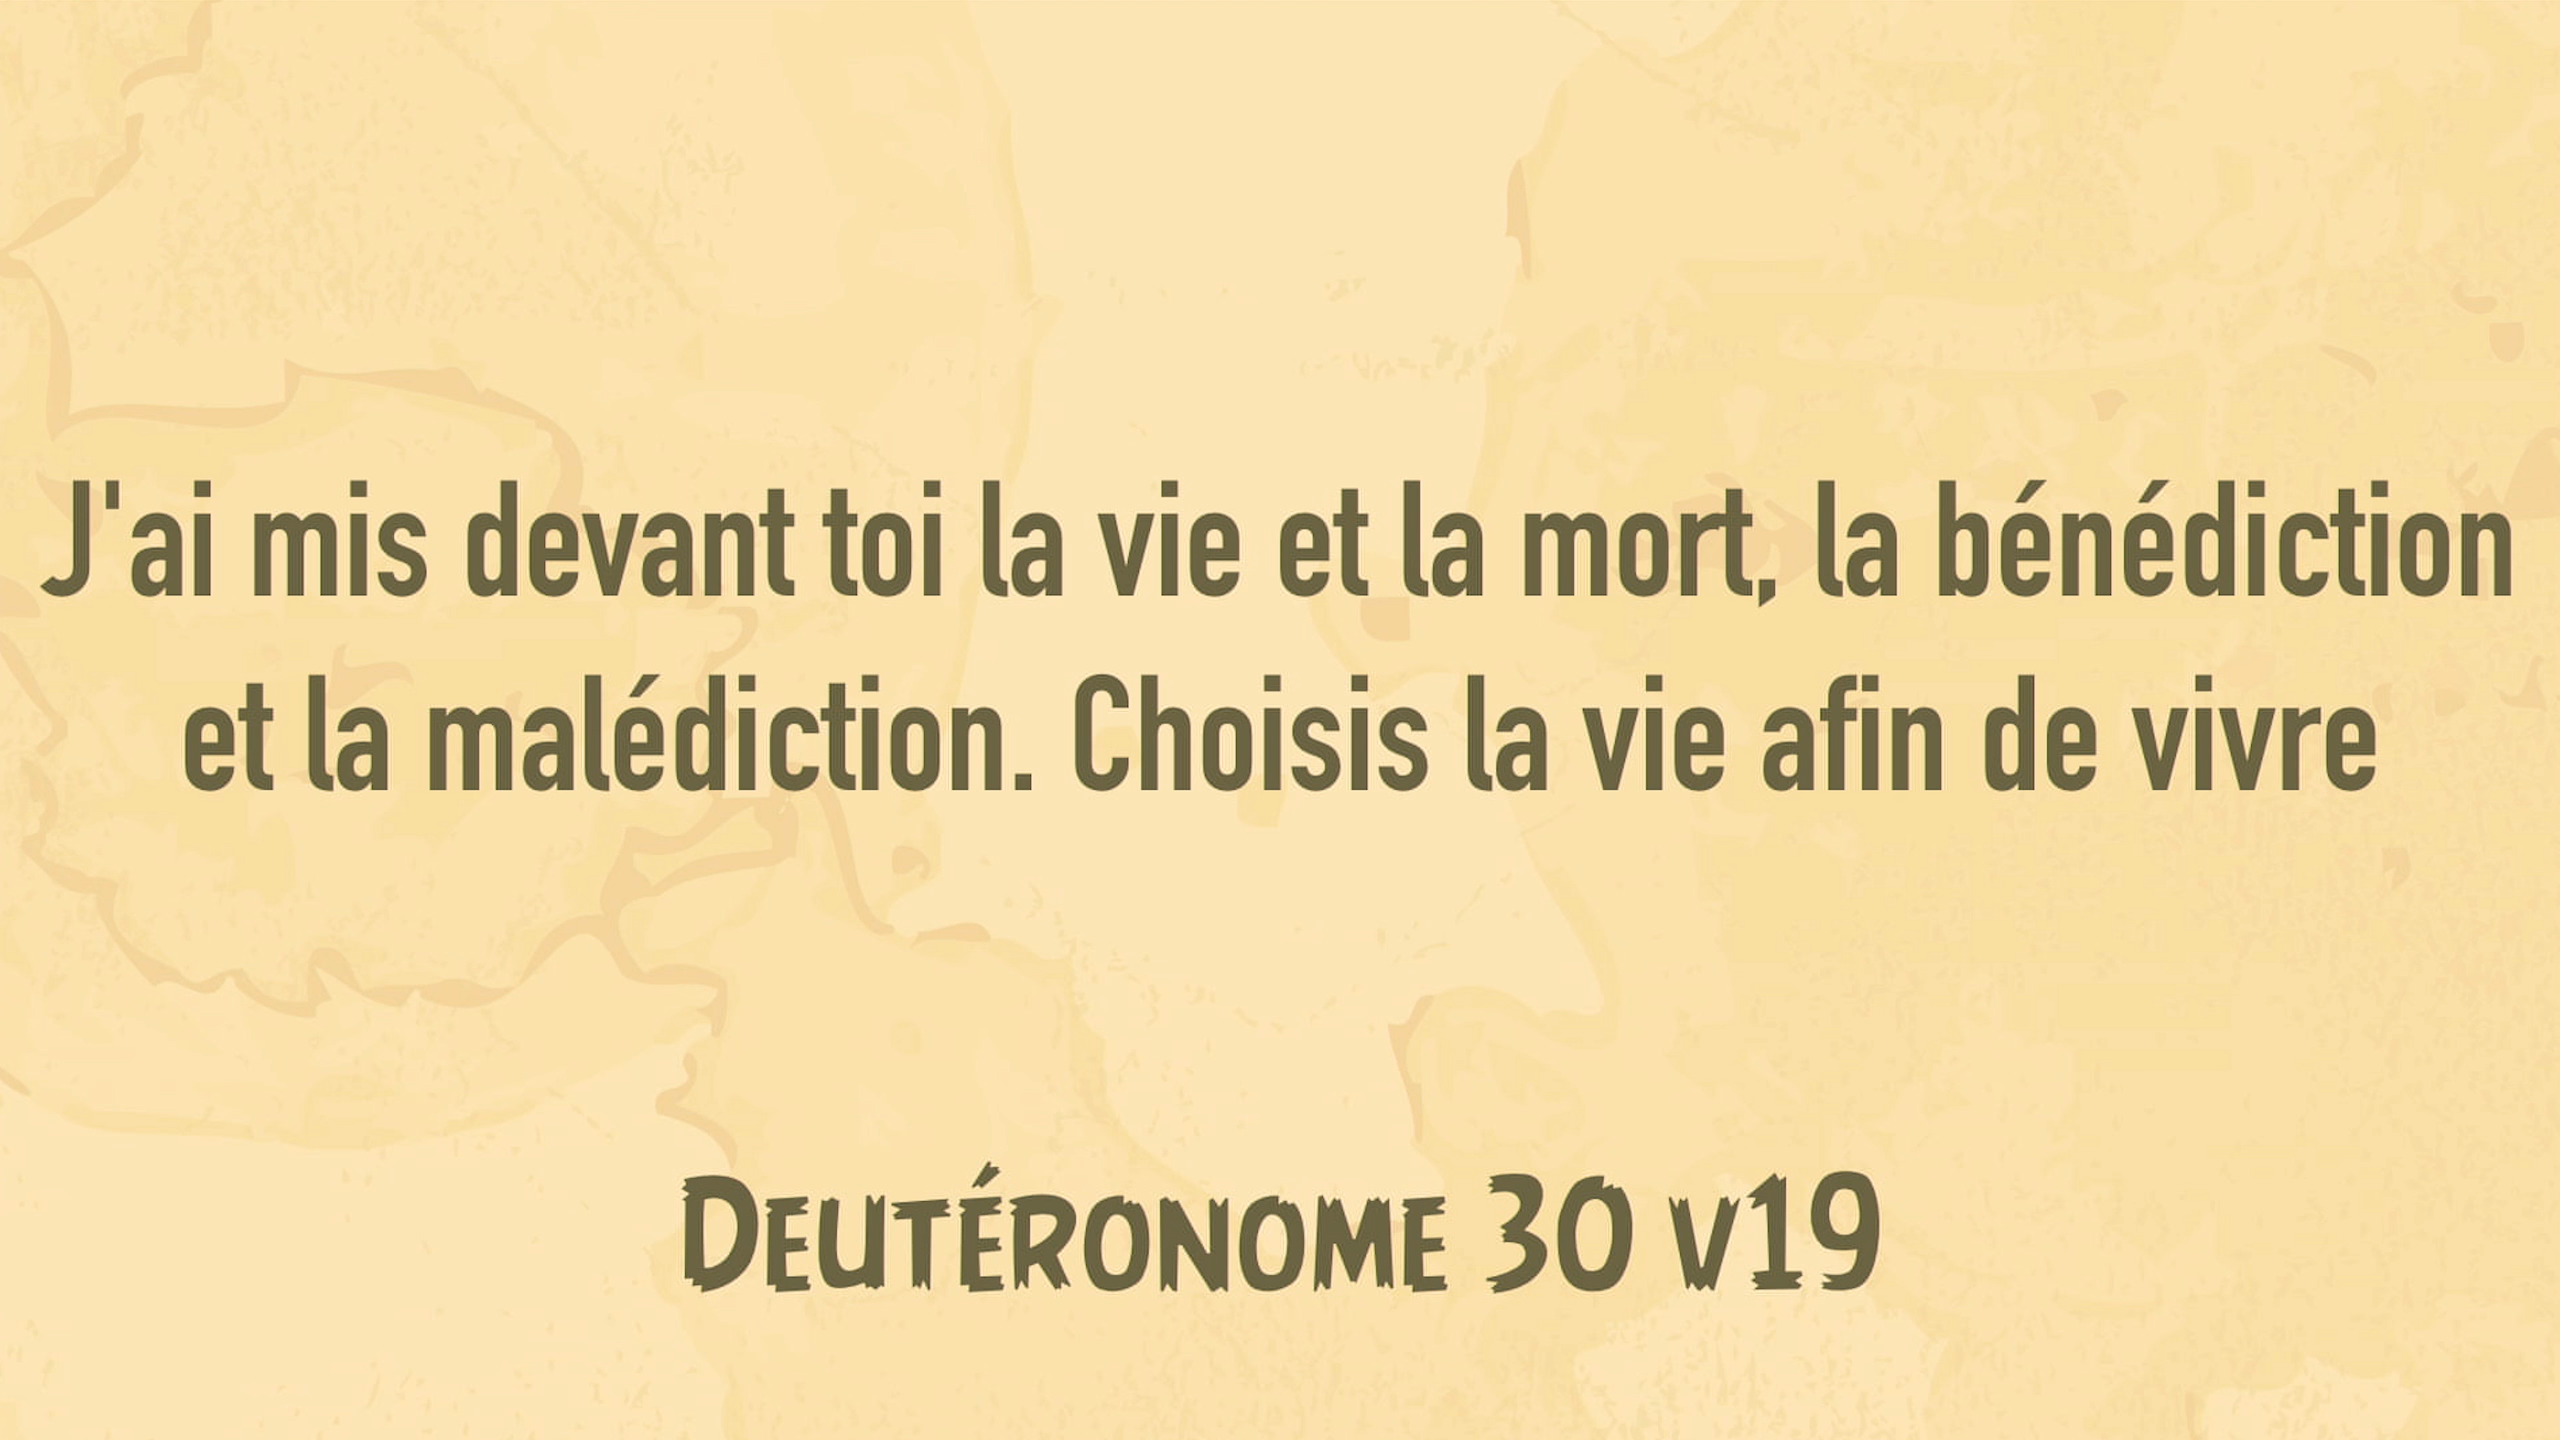 J'ai mis devant toi la vie et la mort, la bénédiction
et la malédiction. Choisis la vie afin de vivre
Deutéronome 30 v19